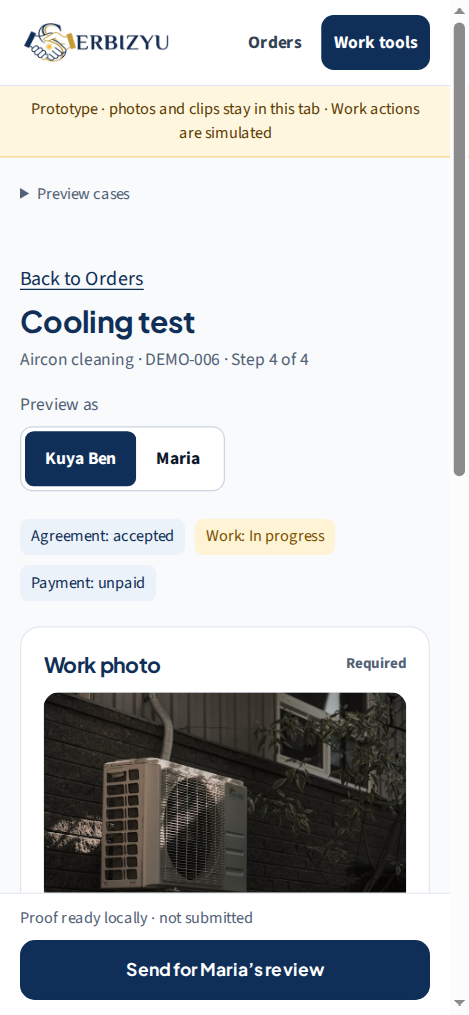 ERBIZYU
Orders
Work tools
Prototype · photos and clips stay in this tab · Work actions
are simulated
Preview cases
Back to Orders
Cooling test
Aircon cleaning · DEMO-006 · Step 4 of 4
Preview as
Kuya Ben
Maria
Agreement: accepted
Work: In progress
Payment: unpaid
Work photo
Required
Proof ready locally · not submitted
Send for Maria’s review